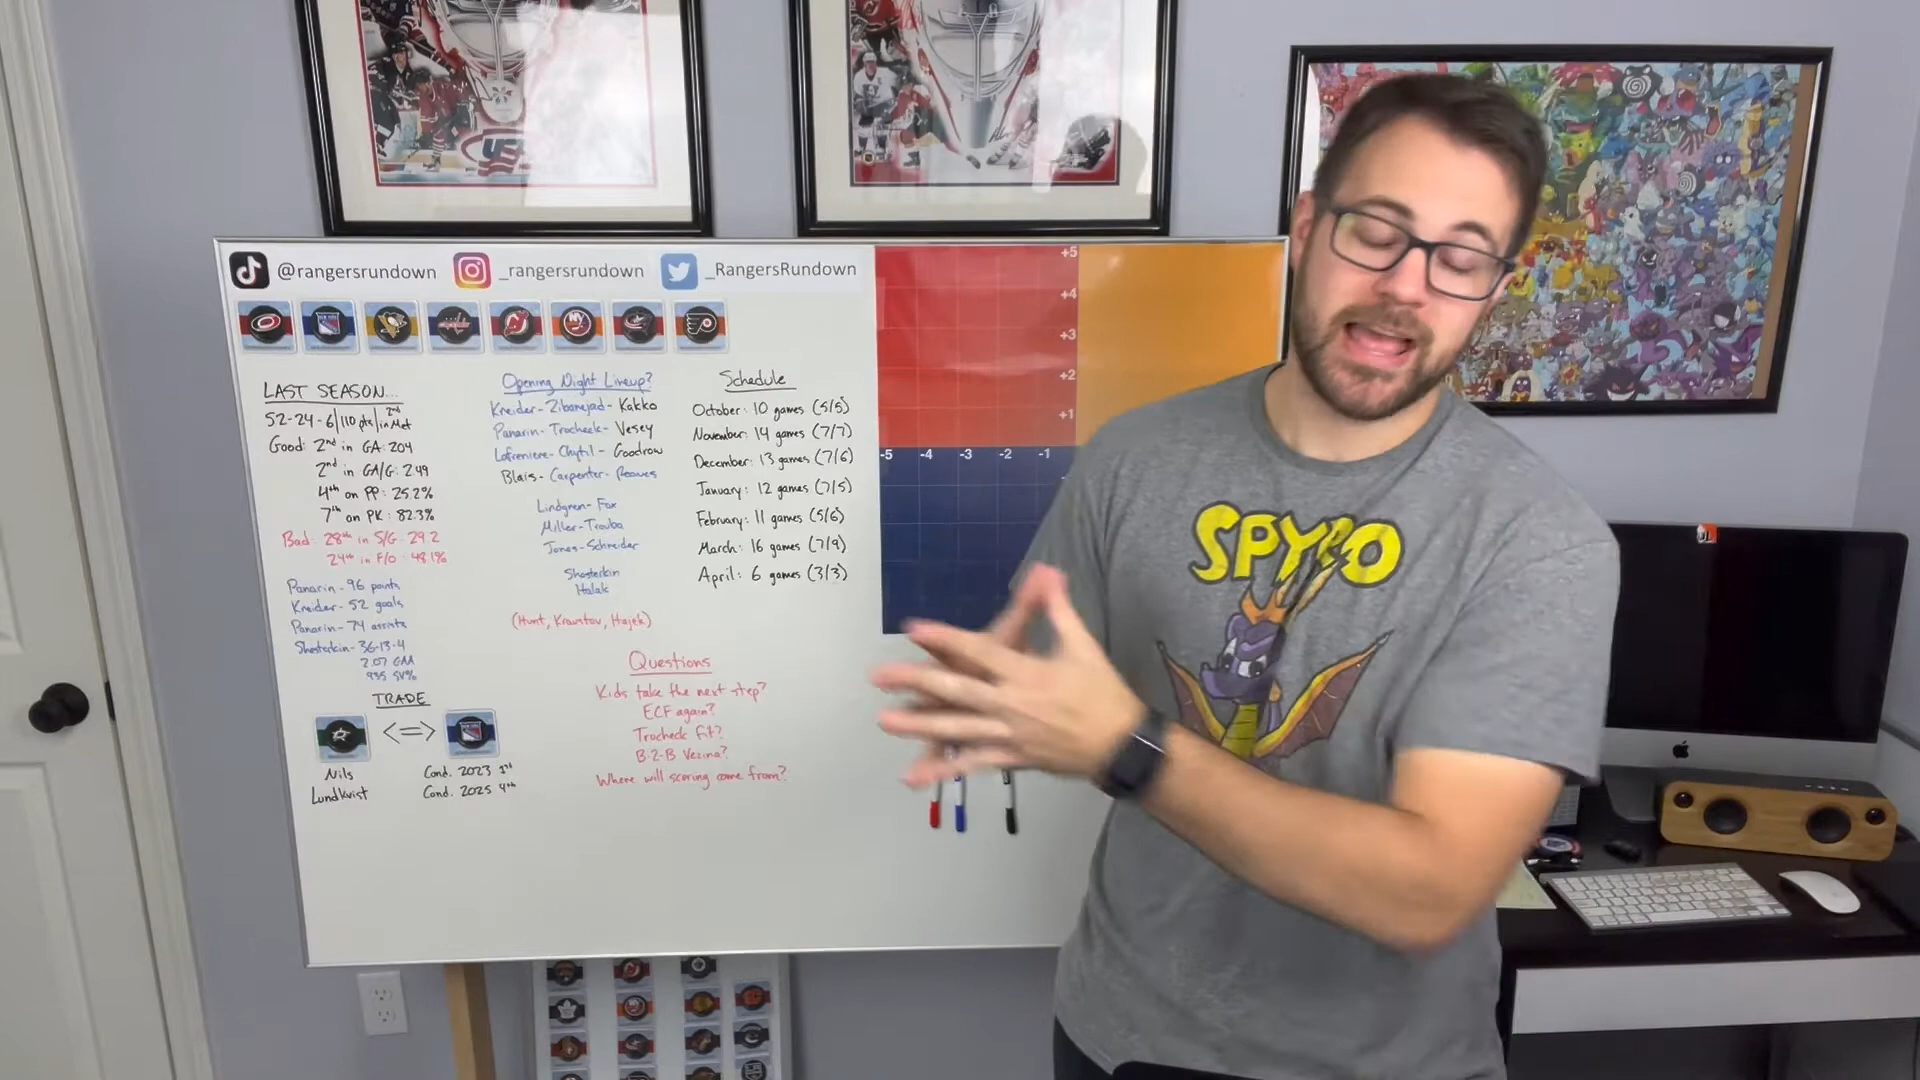 @rangersrundown
_rangersrundown
_RangersRundown
LAST SEASON...
52-24-6 | 110 pts | 2nd in Met
Good: 2nd in GA: 204
2nd in GA/G: 2.49
4th on PP: 25.2%
7th on PK: 82.3%
Bad: 28th in S/G: 29.2
24th in F/O: 48.1%
Panarin - 96 points
Kreider - 52 goals
Panarin - 74 assists
Shesterkin - 36-13-4
2.07 GAA
.935 SV%
TRADE
<=>
Nils
Lundkvist
Cond. 2023 1st
Cond. 2025 4th
Opening Night Lineup?
Kreider - Zibanejad - Kakko
Panarin - Trocheck - Vesey
Lafreniere - Chytil - Goodrow
Blais - Carpenter - Reaves
Lindgren - Fox
Miller - Trouba
Jones - Schneider
Shesterkin
Halak
(Hunt, Kravtsov, Hajek)
Questions
Kids take the next step?
ECF again?
Trocheck fit?
B-2-B Vezina?
Where will scoring come from?
Schedule
October: 10 games (5/5)
November: 14 games (7/7)
December: 13 games (7/6)
January: 12 games (7/5)
February: 11 games (5/6)
March: 16 games (7/9)
April: 6 games (3/3)
+5
+4
+3
+2
+1
-5 -4 -3 -2 -1
SPYRO